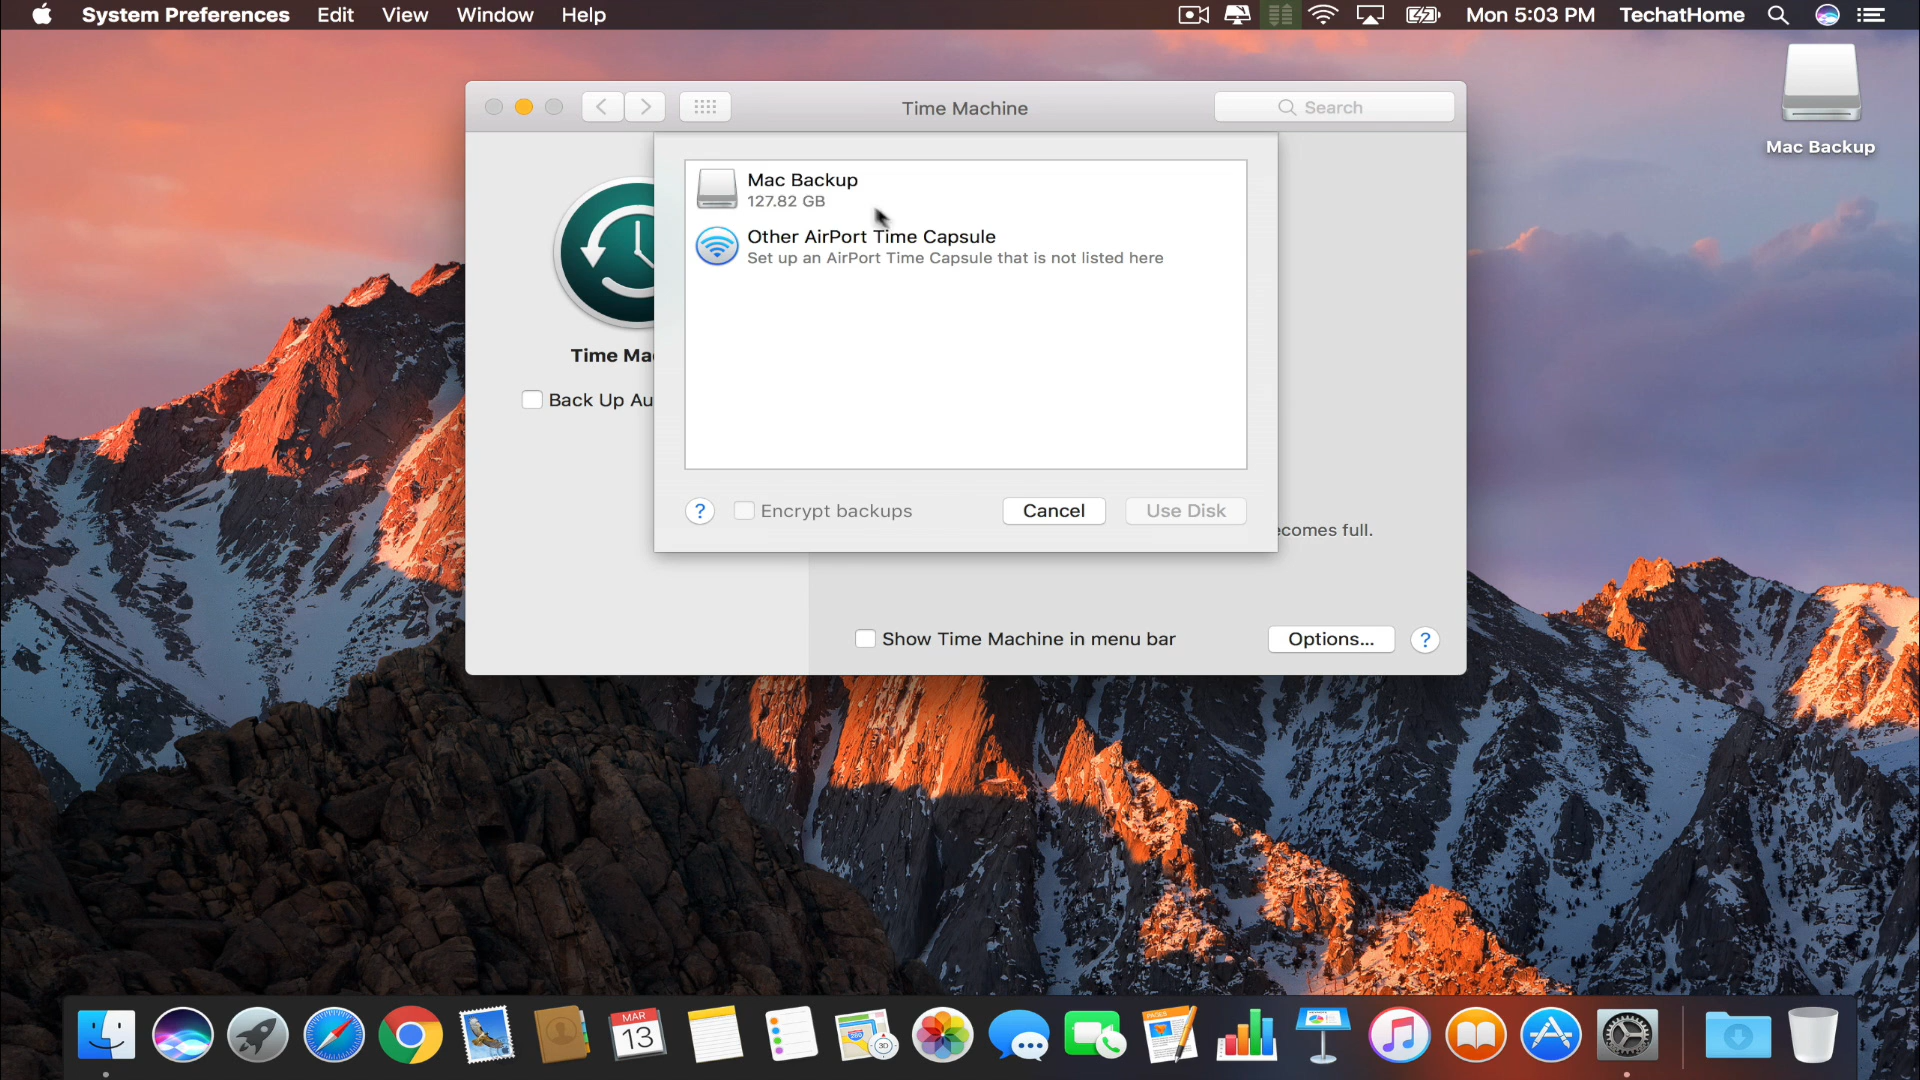 System Preferences Edit View Window Help Mon 5:03 PM TechatHome
Time Machine Search
Mac Backup
Mac Backup
127.82 GB
Other AirPort Time Capsule
Set up an AirPort Time Capsule that is not listed here
Time Ma
Back Up Au
? Encrypt backups Cancel Use Disk
ecomes full.
Show Time Machine in menu bar Options... ?
MAR
13
PAGES